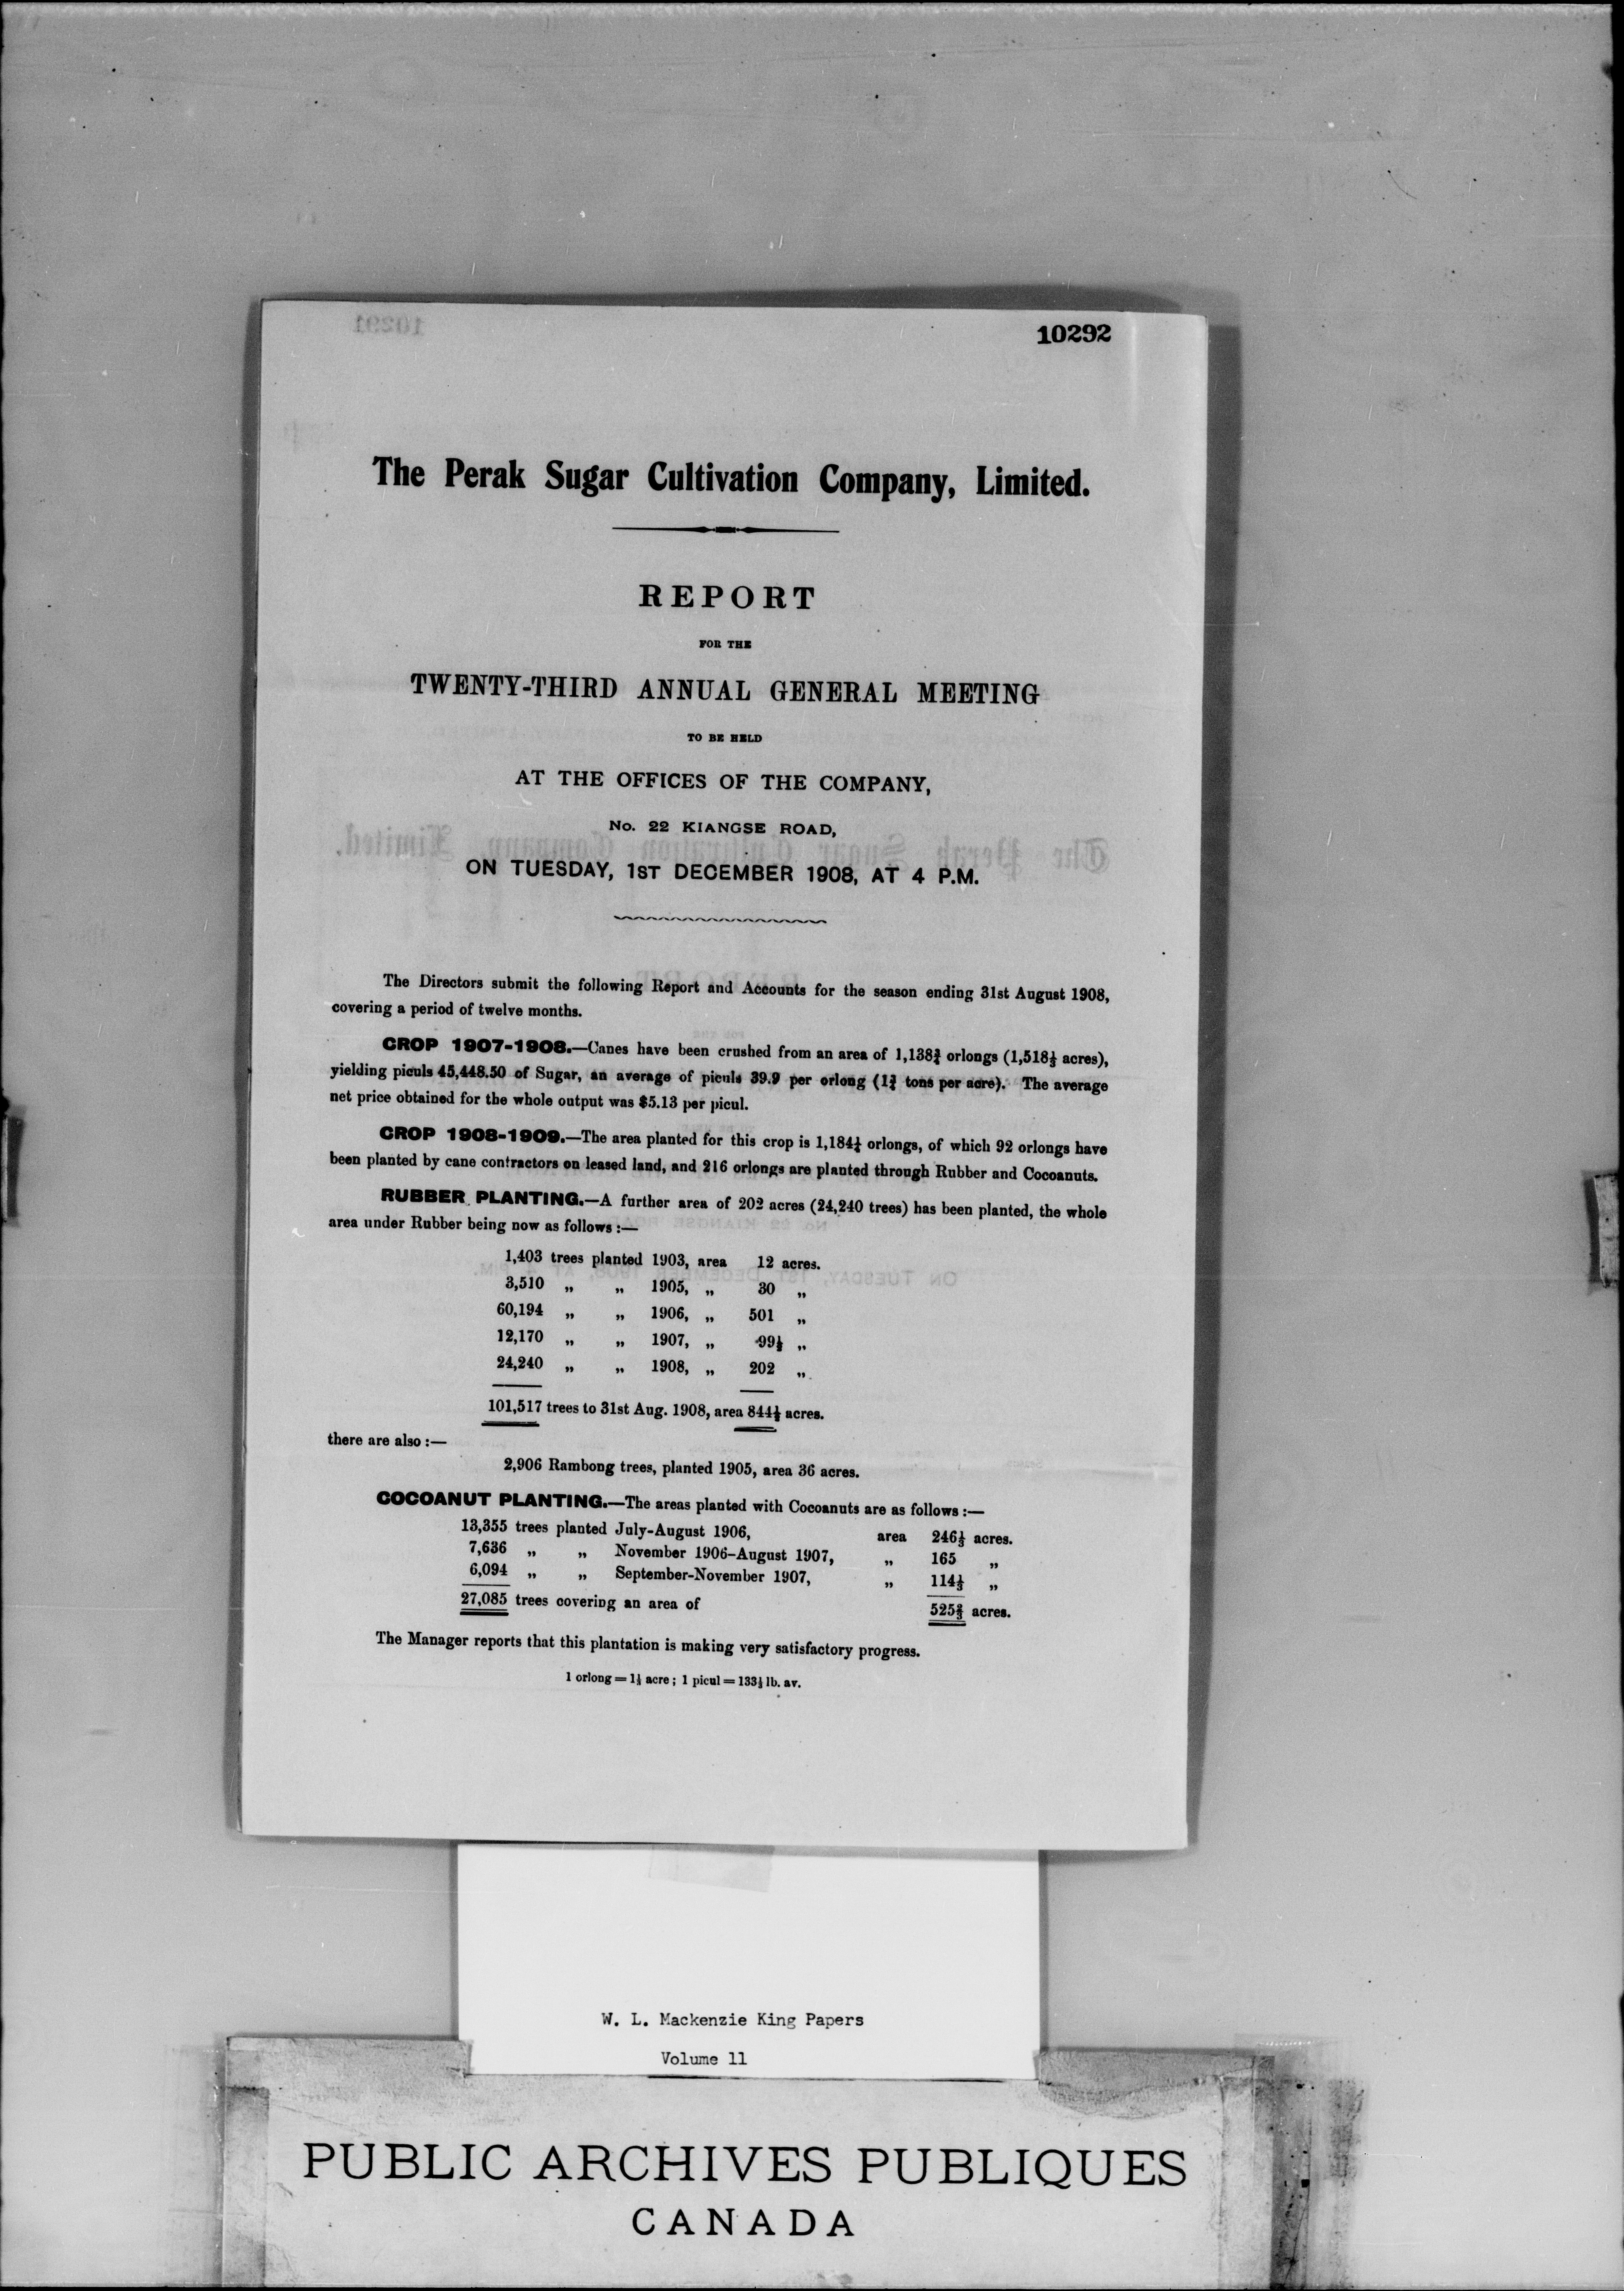 10292
The Perak Sugar Cultivation Company, Limited.
REPORT
FOR THE
TWENTY-THIRD ANNUAL GENERAL MEETING
TO BE HELD
AT THE OFFICES OF THE COMPANY,
No. 22 KIANGSE ROAD,
ON TUESDAY, 1ST DECEMBER 1908, AT 4 P.M.
The Directors submit the following Report and Accounts for the season ending 31st August 1908,
covering a period of twelve months.
CROP 1907-1908.—Canes have been crushed from an area of 1,138¾ orlongs (1,518⅓ acres),
yielding piculs 45,448.50 of Sugar, an average of piculs 39.9 per orlong (1¾ tons per acre). The average
net price obtained for the whole output was $5.13 per picul.
CROP 1908-1909.—The area planted for this crop is 1,184¼ orlongs, of which 92 orlongs have
been planted by cane contractors on leased land, and 216 orlongs are planted through Rubber and Cocoanuts.
RUBBER PLANTING.—A further area of 202 acres (24,240 trees) has been planted, the whole
area under Rubber being now as follows :—
1,403 trees planted 1903, area 12 acres.
3,510 „ „ 1905, „ 30 „
60,194 „ „ 1906, „ 501 „
12,170 „ „ 1907, „ 99½ „
24,240 „ „ 1908, „ 202 „
101,517 trees to 31st Aug. 1908, area 844½ acres.
there are also :—
2,906 Rambong trees, planted 1905, area 36 acres.
COCOANUT PLANTING.—The areas planted with Cocoanuts are as follows :—
13,355 trees planted July-August 1906, area 246⅓ acres.
7,636 „ „ November 1906-August 1907, „ 165 „
6,094 „ „ September-November 1907, „ 114⅓ „
27,085 trees covering an area of 525⅔ acres.
The Manager reports that this plantation is making very satisfactory progress.
1 orlong = 1⅓ acre ; 1 picul = 133⅓ lb. av.
W. L. Mackenzie King Papers
Volume 11
PUBLIC ARCHIVES PUBLIQUES
CANADA